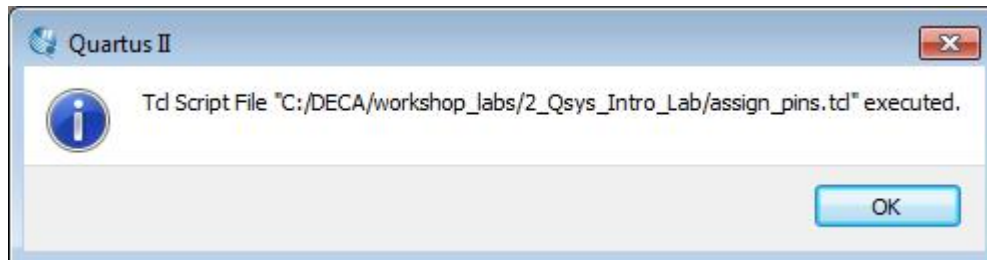 Quartus II
Tcl Script File "C:/DECA/workshop_labs/2_Qsys_Intro_Lab/assign_pins.tcl" executed.
OK